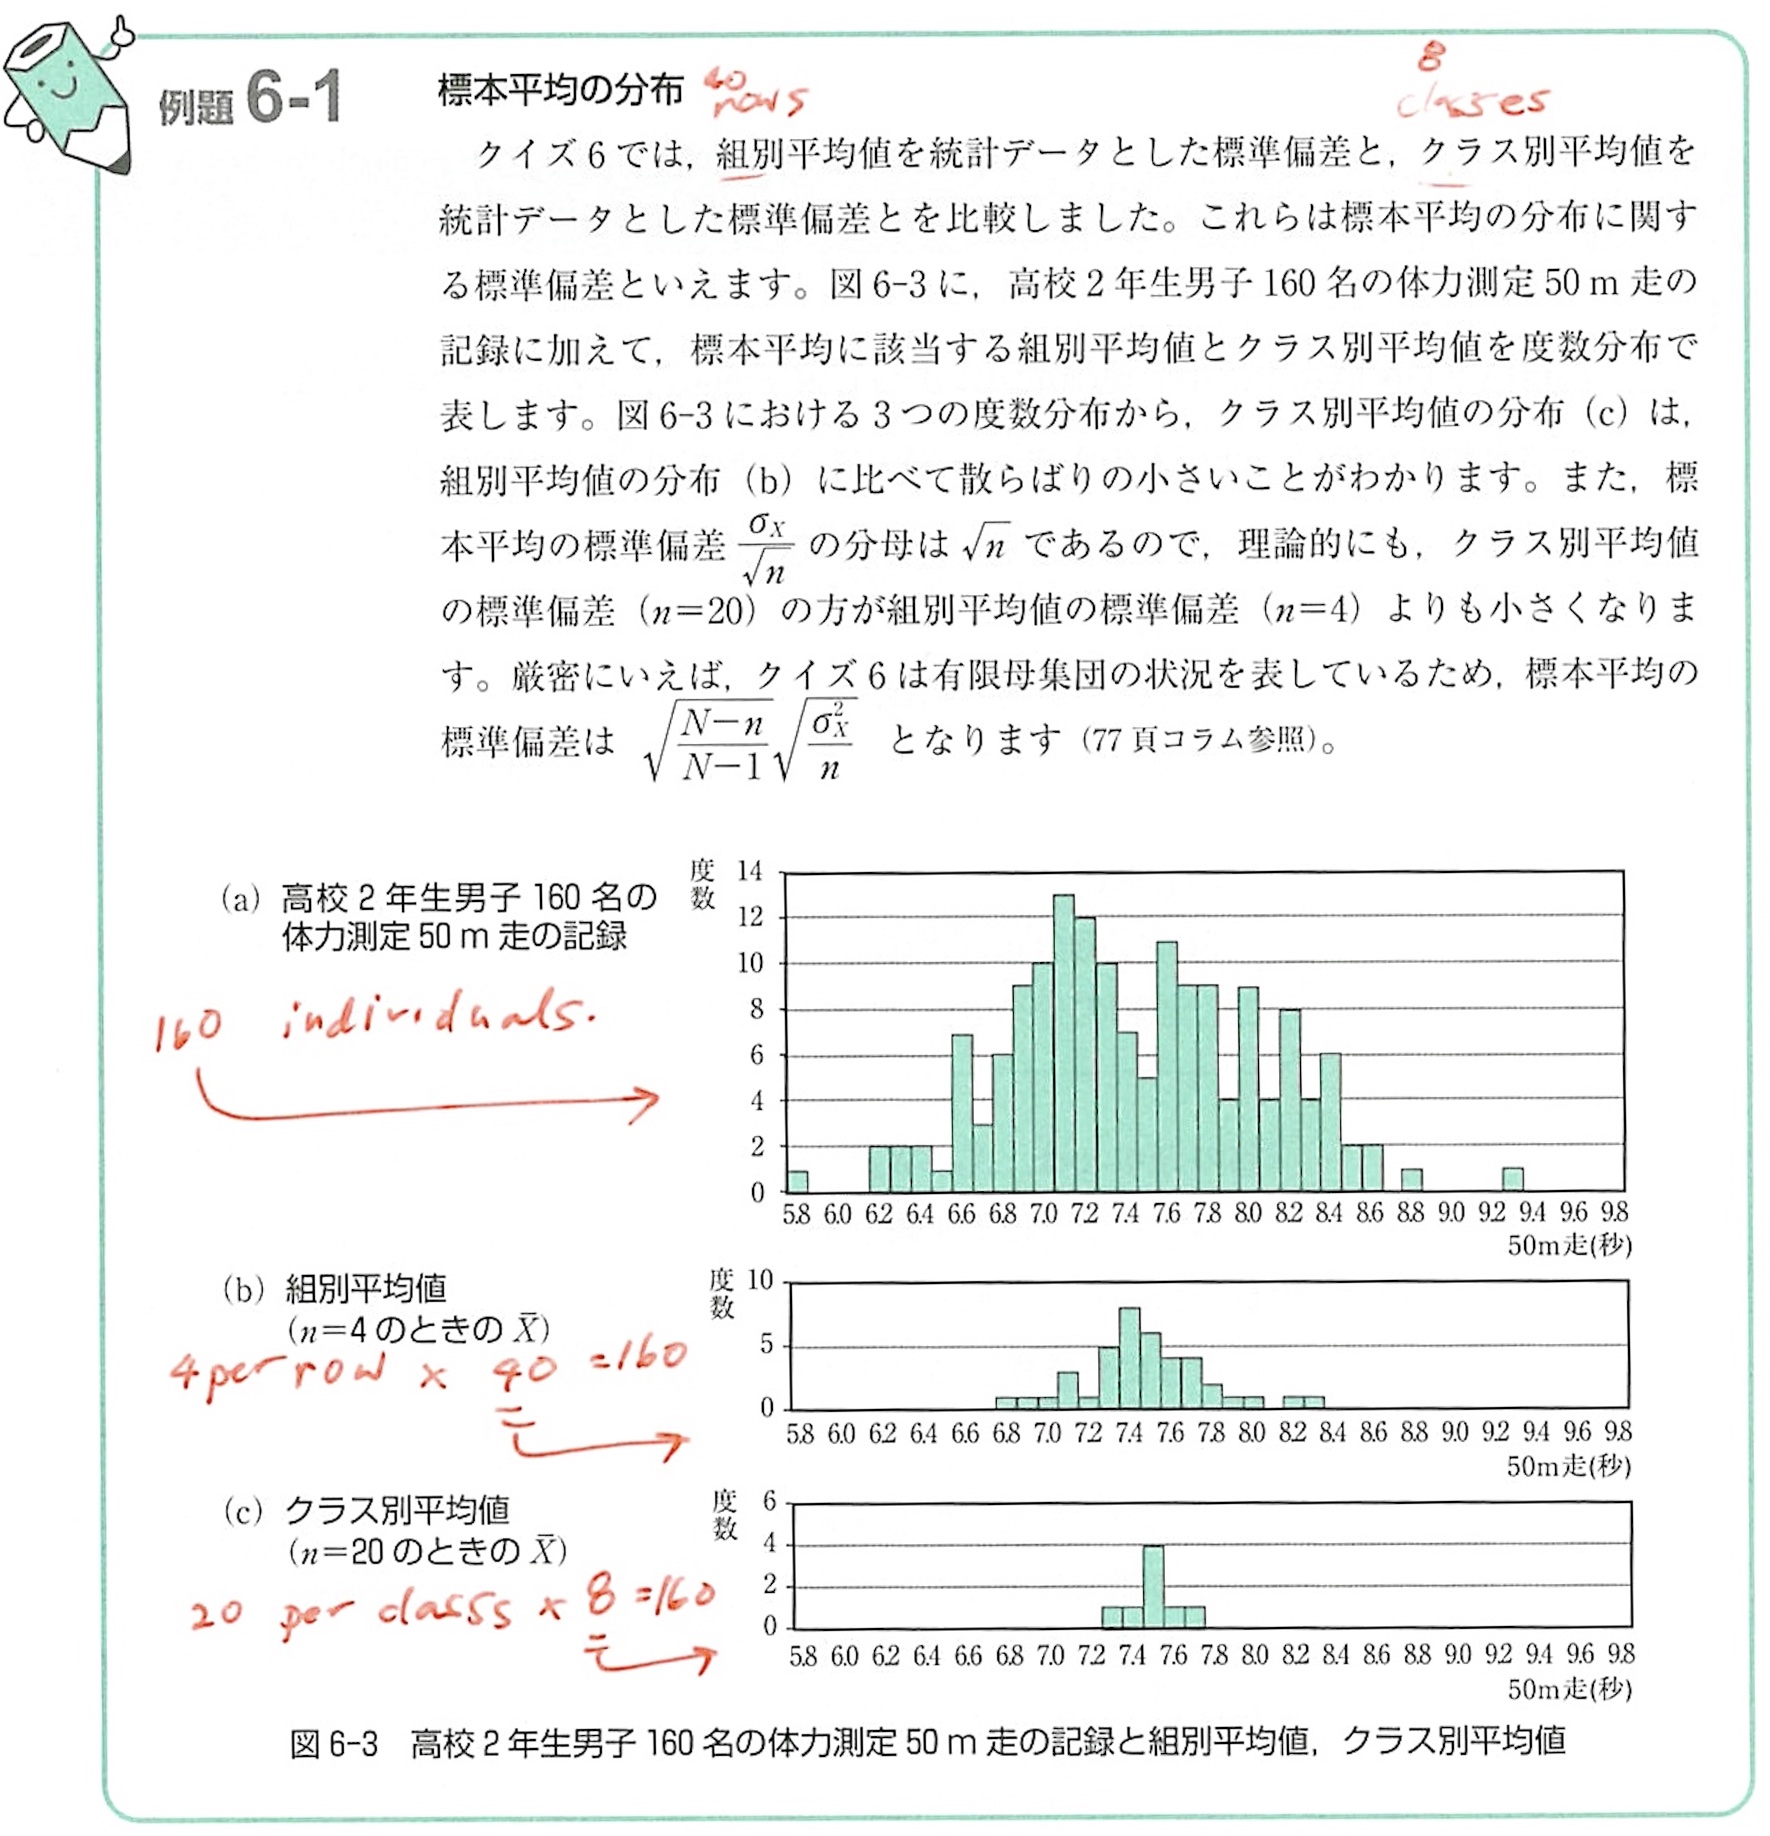 例題 6-1
標本平均の分布
40
rows
8
classes
クイズ6では，組別平均値を統計データとした標準偏差と，クラス別平均値を
統計データとした標準偏差とを比較しました。これらは標本平均の分布に関す
る標準偏差といえます。図6-3に，高校2年生男子160名の体力測定50 m走の
記録に加えて，標本平均に該当する組別平均値とクラス別平均値を度数分布で
表します。図6-3における3つの度数分布から，クラス別平均値の分布（c）は，
組別平均値の分布（b）に比べて散らばりの小さいことがわかります。また，標
本平均の標準偏差 σX/√n の分母は √n であるので，理論的にも，クラス別平均値
の標準偏差（n=20）の方が組別平均値の標準偏差（n=4）よりも小さくなりま
す。厳密にいえば，クイズ6は有限母集団の状況を表しているため，標本平均の
標準偏差は √((N-n)/(N-1)) √(σ²X/n) となります（77頁コラム参照）。
(a) 高校2年生男子160名の
体力測定50 m走の記録
160 individuals.
度数
14
12
10
8
6
4
2
0
5.8 6.0 6.2 6.4 6.6 6.8 7.0 7.2 7.4 7.6 7.8 8.0 8.2 8.4 8.6 8.8 9.0 9.2 9.4 9.6 9.8
50m走(秒)
(b) 組別平均値
(n=4のときのX̄)
4 per row x 40 =160
度数
10
5
0
5.8 6.0 6.2 6.4 6.6 6.8 7.0 7.2 7.4 7.6 7.8 8.0 8.2 8.4 8.6 8.8 9.0 9.2 9.4 9.6 9.8
50m走(秒)
(c) クラス別平均値
(n=20のときのX̄)
20 per classs x 8 =160
度数
6
4
2
0
5.8 6.0 6.2 6.4 6.6 6.8 7.0 7.2 7.4 7.6 7.8 8.0 8.2 8.4 8.6 8.8 9.0 9.2 9.4 9.6 9.8
50m走(秒)
図6-3 高校2年生男子160名の体力測定50 m走の記録と組別平均値，クラス別平均値